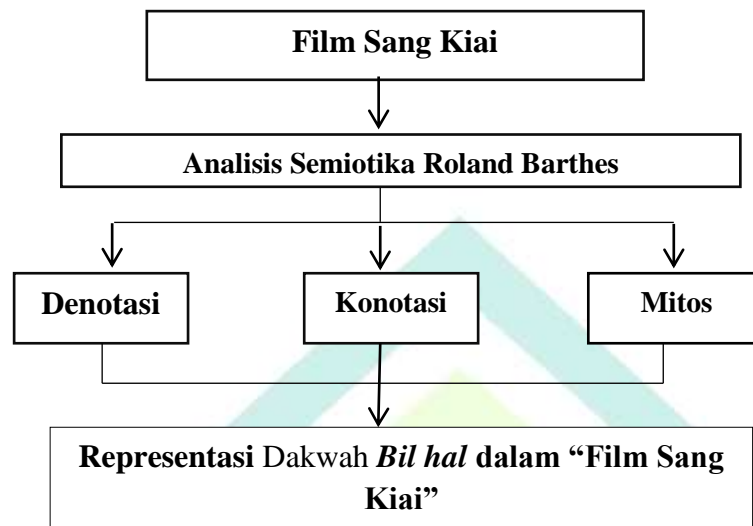 Film Sang Kiai
Analisis Semiotika Roland Barthes
Denotasi
Konotasi
Mitos
Representasi Dakwah Bil hal dalam “Film Sang
Kiai”